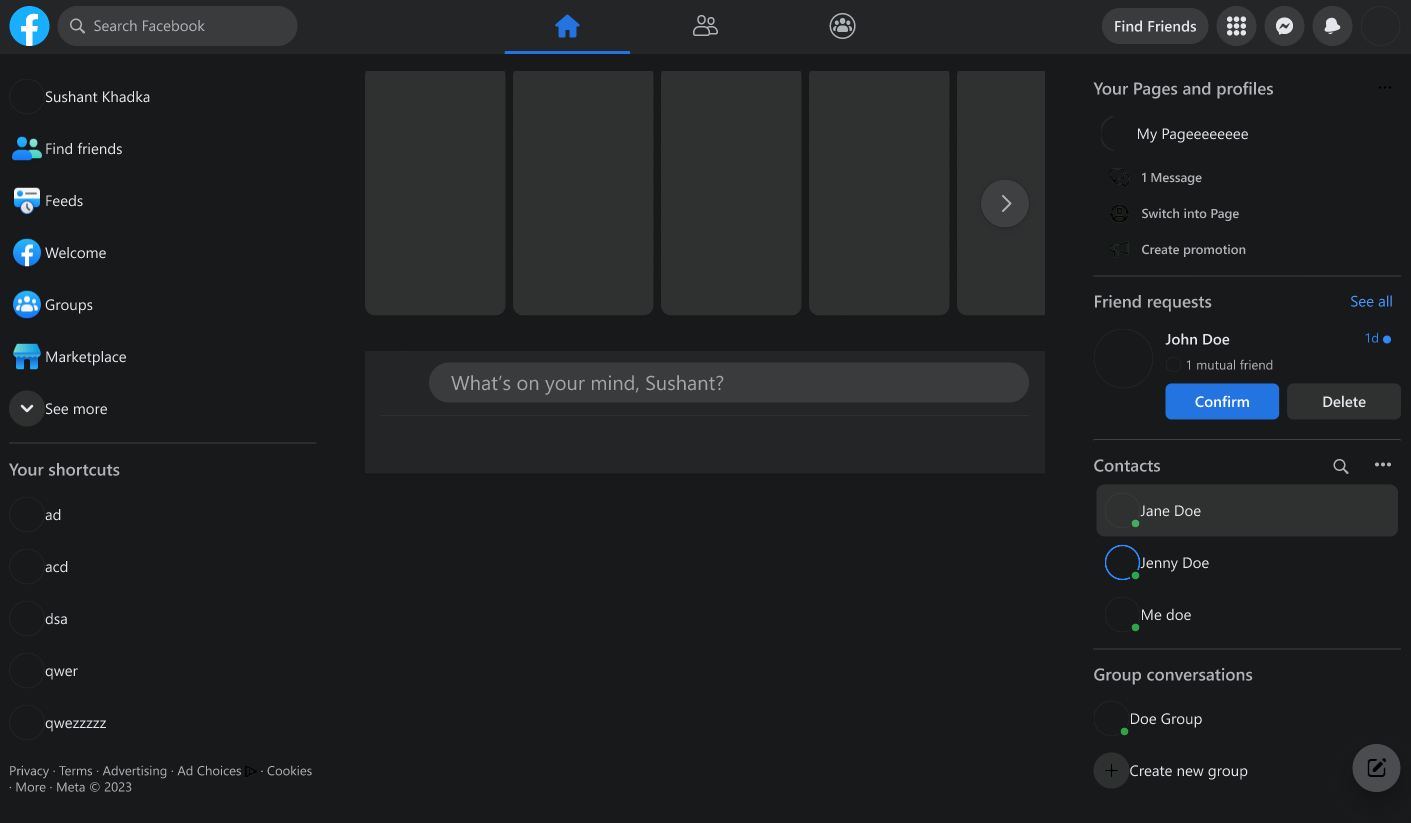 Search Facebook
Find Friends
Sushant Khadka
Find friends
Feeds
Welcome
Groups
Marketplace
See more
Your shortcuts
ad
acd
dsa
qwer
qwezzzzz
Privacy · Terms · Advertising · Ad Choices · Cookies
· More · Meta © 2023
What's on your mind, Sushant?
Your Pages and profiles
My Pageeeeeeee
1 Message
Switch into Page
Create promotion
Friend requests
See all
John Doe
1d
1 mutual friend
Confirm
Delete
Contacts
Jane Doe
Jenny Doe
Me doe
Group conversations
Doe Group
Create new group